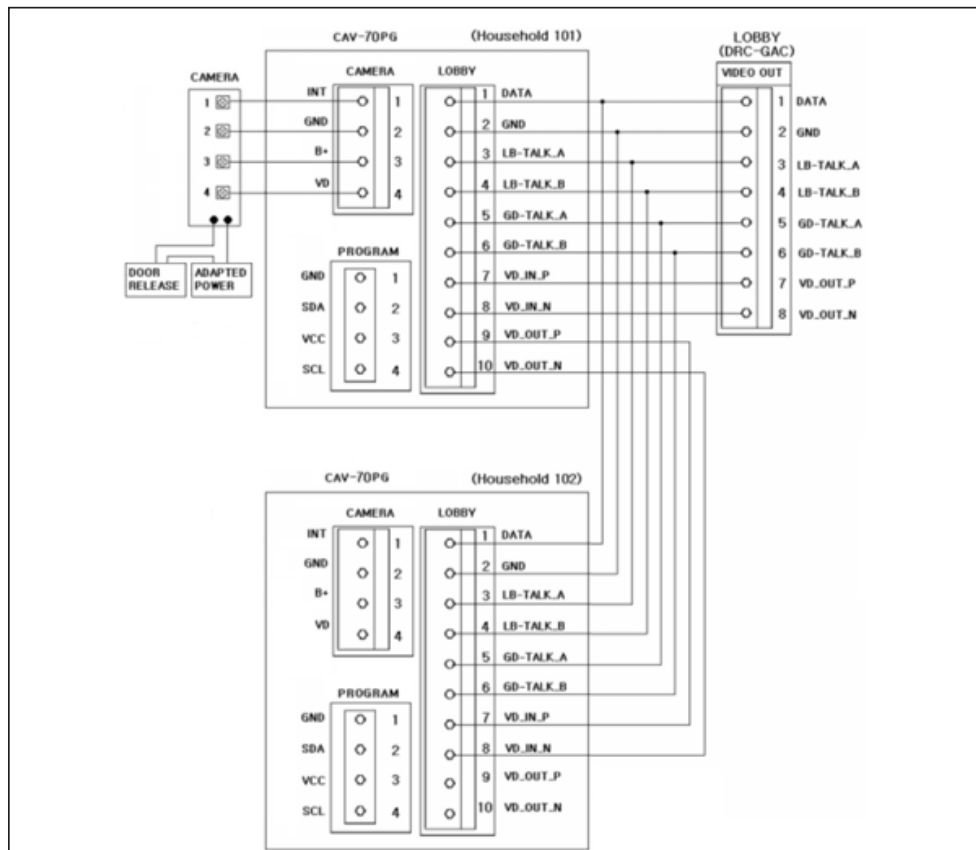 CAV-70PG (Household 101)
LOBBY
(DRC-GAC)
CAMERA
CAMERA LOBBY
VIDEO OUT
INT
GND
B+
VD
1
2
3
4
1
2
3
4
1 DATA
2 GND
3 LB-TALK_A
4 LB-TALK_B
5 GD-TALK_A
6 GD-TALK_B
7 VD_IN_P
8 VD_IN_N
9 VD_OUT_P
10 VD_OUT_N
1 DATA
2 GND
3 LB-TALK_A
4 LB-TALK_B
5 GD-TALK_A
6 GD-TALK_B
7 VD_OUT_P
8 VD_OUT_N
DOOR
RELEASE
ADAPTED
POWER
PROGRAM
GND 1
SDA 2
VCC 3
SCL 4
CAV-70PG (Household 102)
CAMERA LOBBY
INT 1
GND 2
B+ 3
VD 4
1 DATA
2 GND
3 LB-TALK_A
4 LB-TALK_B
5 GD-TALK_A
6 GD-TALK_B
7 VD_IN_P
8 VD_IN_N
9 VD_OUT_P
10 VD_OUT_N
PROGRAM
GND 1
SDA 2
VCC 3
SCL 4